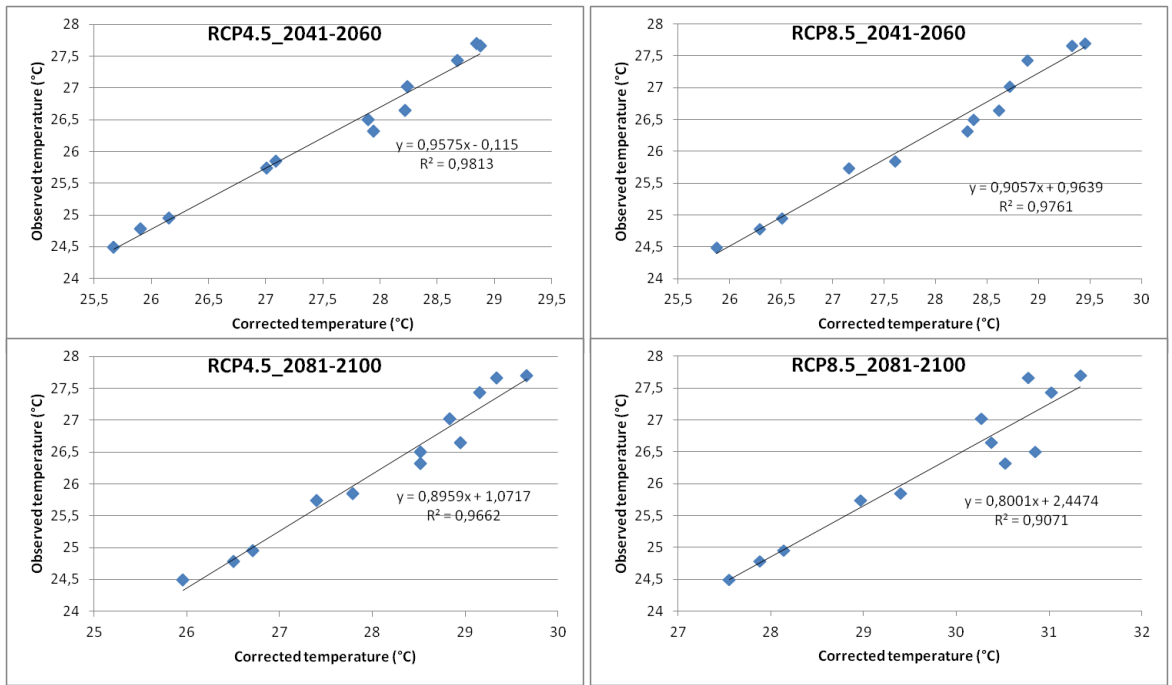 RCP4.5_2041-2060
Observed temperature (°C)
28
27,5
27
26,5
26
25,5
25
24,5
24
y = 0,9575x - 0,115
R² = 0,9813
25,5 26 26,5 27 27,5 28 28,5 29 29,5
Corrected temperature (°C)
RCP8.5_2041-2060
Observed temperature (°C)
28
27,5
27
26,5
26
25,5
25
24,5
24
y = 0,9057x + 0,9639
R² = 0,9761
25,5 26 26,5 27 27,5 28 28,5 29 29,5 30
Corrected temperature (°C)
RCP4.5_2081-2100
Observed temperature (°C)
28
27,5
27
26,5
26
25,5
25
24,5
24
y = 0,8959x + 1,0717
R² = 0,9662
25 26 27 28 29 30
Corrected temperature (°C)
RCP8.5_2081-2100
Observed temperature (°C)
28
27,5
27
26,5
26
25,5
25
24,5
24
y = 0,8001x + 2,4474
R² = 0,9071
27 28 29 30 31 32
Corrected temperature (°C)